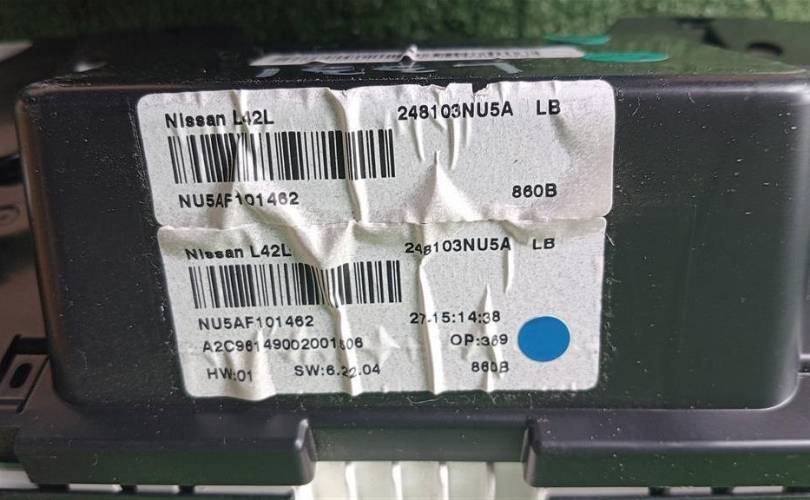 Nissan L42L 248103NU5A LB
NU5AF101462 860B
Nissan L42L 248103NU5A LB
NU5AF101462 27-15:14:38
OP:369
HW:01 SW:6.22.04 860B